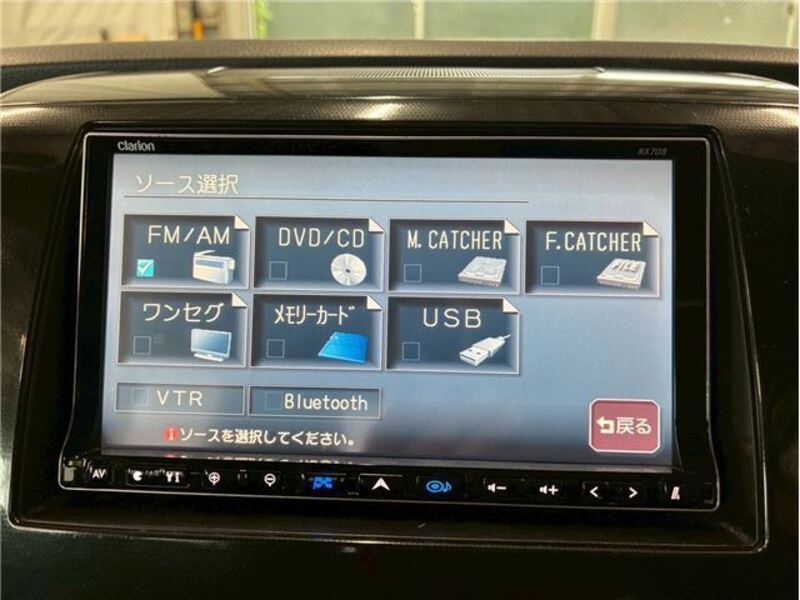 Clarion
NX708
ソース選択
FM/AM
DVD/CD
M.CATCHER
F.CATCHER
FILE
ワンセグ
ﾒﾓﾘｰｶｰﾄﾞ
USB
VTR
Bluetooth
ソースを選択してください。
戻る
AV